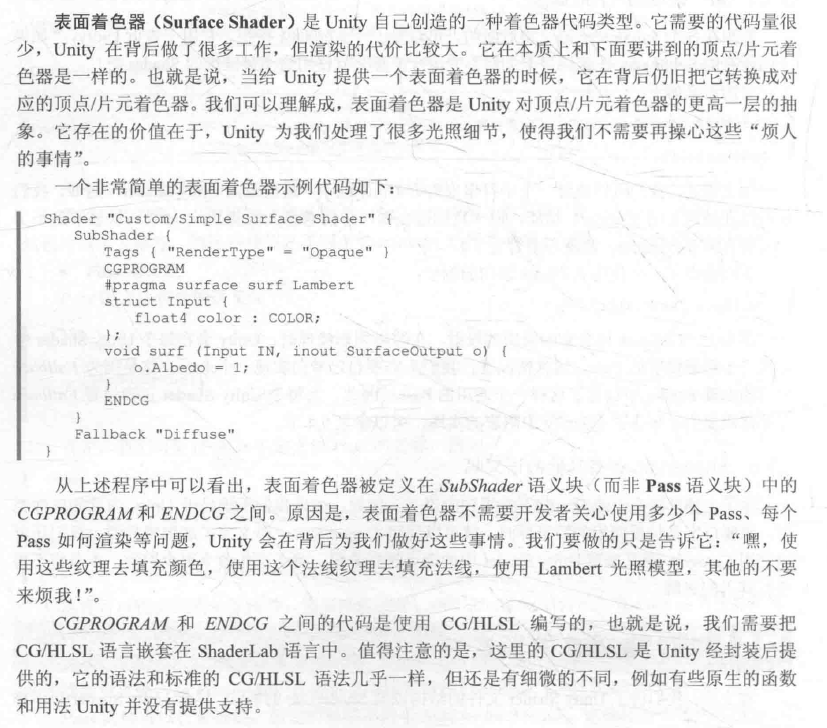 表面着色器（Surface Shader）是 Unity 自己创造的一种着色器代码类型。它需要的代码量很
少，Unity 在背后做了很多工作，但渲染的代价比较大。它在本质上和下面要讲到的顶点/片元着
色器是一样的。也就是说，当给 Unity 提供一个表面着色器的时候，它在背后仍旧把它转换成对
应的顶点/片元着色器。我们可以理解成，表面着色器是 Unity 对顶点/片元着色器的更高一层的抽
象。它存在的价值在于，Unity 为我们处理了很多光照细节，使得我们不需要再操心这些“烦人
的事情”。
一个非常简单的表面着色器示例代码如下：
Shader "Custom/Simple Surface Shader" {
SubShader {
Tags { "RenderType" = "Opaque" }
CGPROGRAM
#pragma surface surf Lambert
struct Input {
float4 color : COLOR;
};
void surf (Input IN, inout SurfaceOutput o) {
o.Albedo = 1;
}
ENDCG
}
Fallback "Diffuse"
}
从上述程序中可以看出，表面着色器被定义在 SubShader 语义块（而非 Pass 语义块）中的
CGPROGRAM 和 ENDCG 之间。原因是，表面着色器不需要开发者关心使用多少个 Pass、每个
Pass 如何渲染等问题，Unity 会在背后为我们做好这些事情。我们要做的只是告诉它：“嘿，使
用这些纹理去填充颜色，使用这个法线纹理去填充法线，使用 Lambert 光照模型，其他的不要
来烦我！”。
CGPROGRAM 和 ENDCG 之间的代码是使用 CG/HLSL 编写的，也就是说，我们需要把
CG/HLSL 语言嵌套在 ShaderLab 语言中。值得注意的是，这里的 CG/HLSL 是 Unity 经封装后提
供的，它的语法和标准的 CG/HLSL 语法几乎一样，但还是有细微的不同，例如有些原生的函数
和用法 Unity 并没有提供支持。